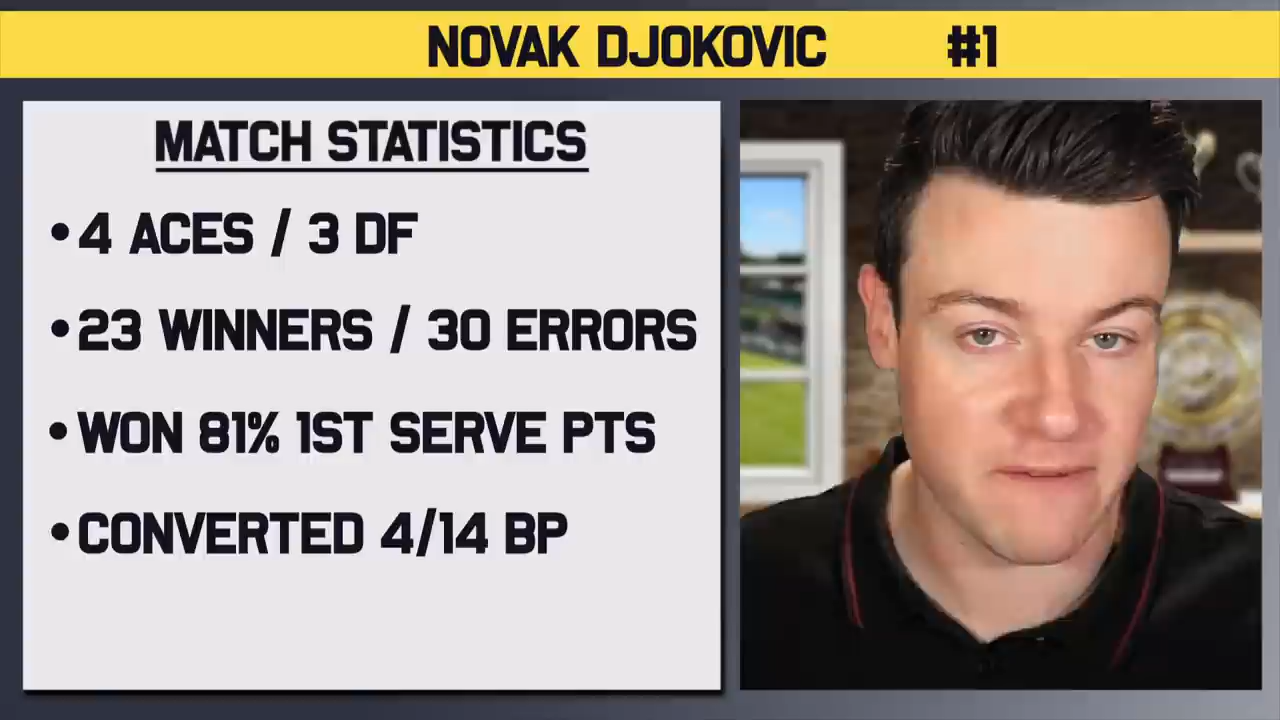 NOVAK DJOKOVIC #1
MATCH STATISTICS
•4 ACES / 3 DF
•23 WINNERS / 30 ERRORS
•WON 81% 1ST SERVE PTS
•CONVERTED 4/14 BP